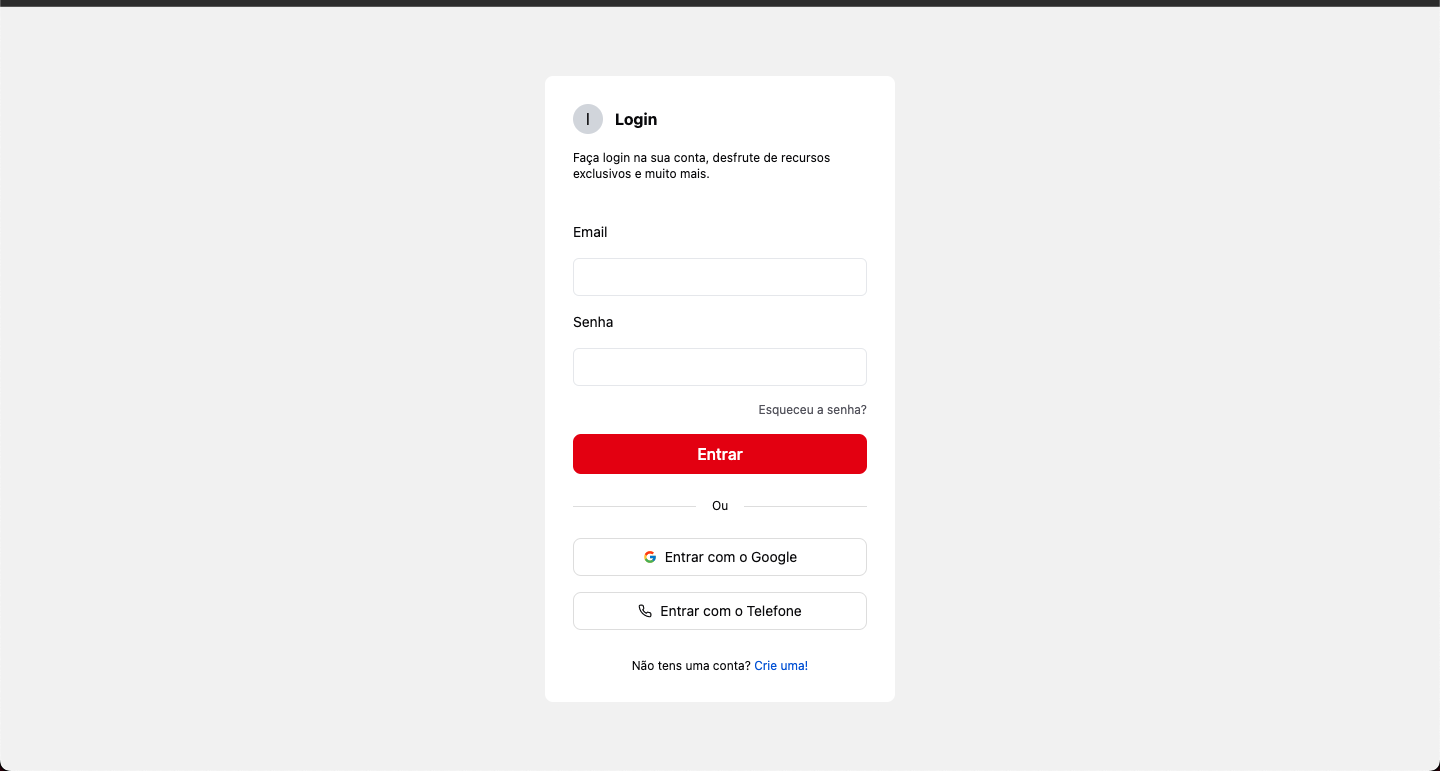 l
Login
Faça login na sua conta, desfrute de recursos
exclusivos e muito mais.
Email
Senha
Esqueceu a senha?
Entrar
Ou
Entrar com o Google
Entrar com o Telefone
Não tens uma conta? Crie uma!